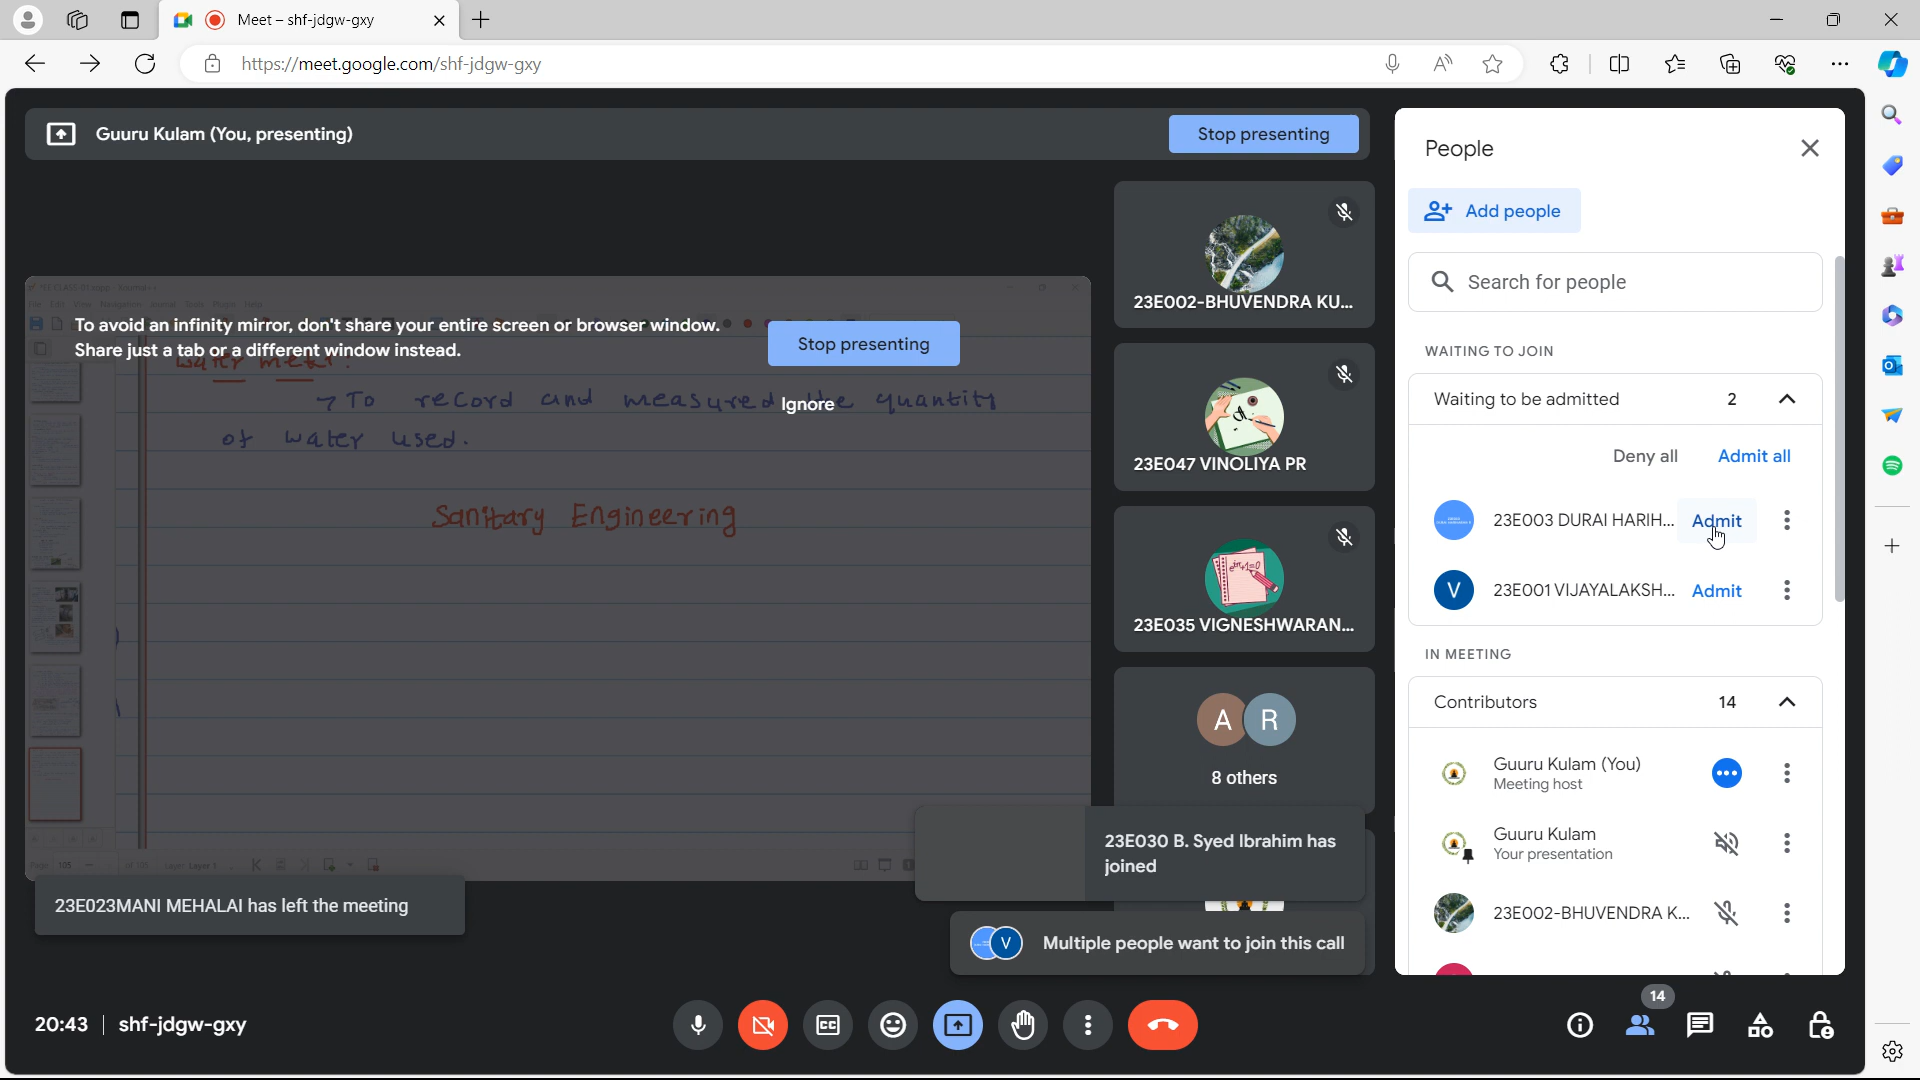 Meet – shf-jdgw-gxy
https://meet.google.com/shf-jdgw-gxy
Guuru Kulam (You, presenting)
Stop presenting
To avoid an infinity mirror, don't share your entire screen or browser window.
Share just a tab or a different window instead.
Stop presenting
Ignore
water meter.
→ To record and measured the quantity
of water used.
Sanitary Engineering
23E002-BHUVENDRA KU...
23E047 VINOLIYA PR
23E035 VIGNESHWARAN...
A R
8 others
23E030 B. Syed Ibrahim has
joined
23E023MANI MEHALAI has left the meeting
V Multiple people want to join this call
20:43 | shf-jdgw-gxy
People
Add people
Search for people
WAITING TO JOIN
Waiting to be admitted 2
Deny all Admit all
23E003 DURAI HARIH... Admit
V 23E001 VIJAYALAKSH... Admit
IN MEETING
Contributors 14
Guuru Kulam (You)
Meeting host
Guuru Kulam
Your presentation
23E002-BHUVENDRA K...
14